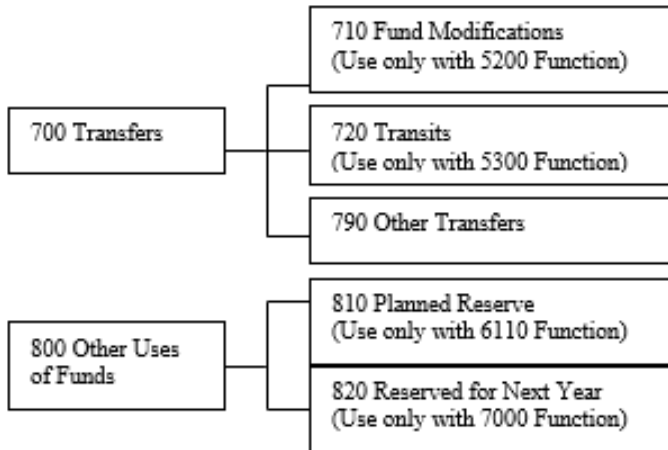 710 Fund Modifications
(Use only with 5200 Function)
700 Transfers
720 Transits
(Use only with 5300 Function)
790 Other Transfers
810 Planned Reserve
(Use only with 6110 Function)
800 Other Uses
of Funds
820 Reserved for Next Year
(Use only with 7000 Function)